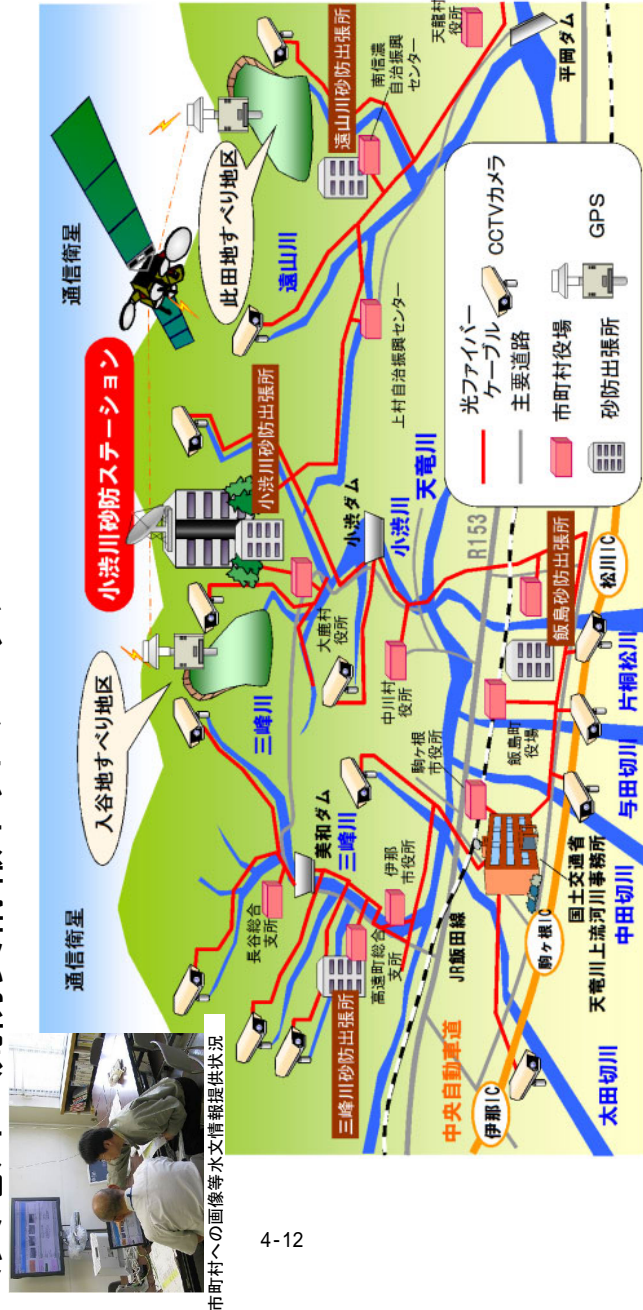 通信衛星
通信衛星
入谷地すべり地区
小渋川砂防ステーション
此田地すべり地区
遠山川砂防出張所
南信濃
自治振興
センター
天龍村
役所
平岡ダム
遠山川
小渋川砂防出張所
上村自治振興センター
三峰川
大鹿村
役所
小渋ダム
小渋川
天竜川
中川村
役所
R153
長谷総合
支所
美和ダム
三峰川
伊那
市役所
高遠町総合
支所
三峰川砂防出張所
駒ヶ根
市役所
飯島町
役場
飯島砂防出張所
JR飯田線
中央自動車道
伊那IC
駒ヶ根IC
松川IC
国土交通省
天竜川上流河川事務所
太田切川
中田切川
与田切川
片桐松川
光ファイバー
ケーブル
CCTVカメラ
主要道路
市町村役場
GPS
砂防出張所
市町村への画像等水文情報提供状況
4-12